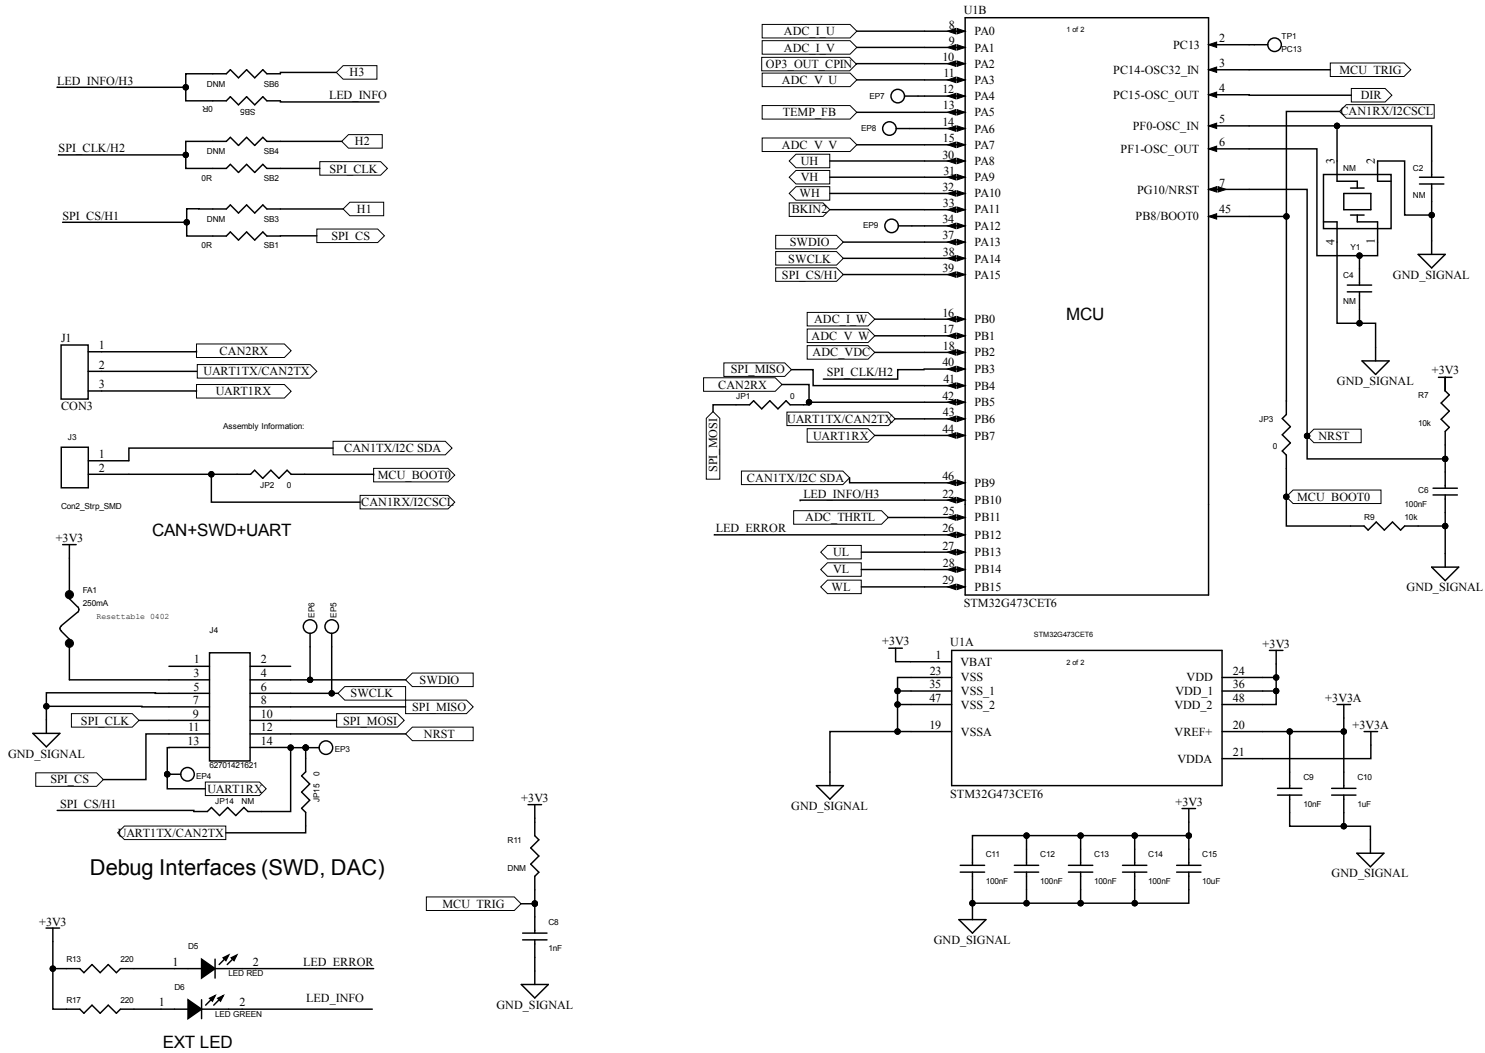 LED_INFO/H3
DNM
SB6
H3
0R
SB5
LED_INFO
SPI_CLK/H2
DNM
SB4
H2
0R
SB2
SPI_CLK
SPI_CS/H1
DNM
SB3
H1
0R
SB1
SPI_CS
J1
1
CAN2RX
2
UART1TX/CAN2TX
3
UART1RX
CON3
Assembly Information:
J3
1
CAN1TX/I2C SDA
2
MCU_BOOT0
JP2 0
CAN1RX/I2CSCL
Con2_Strp_SMD
CAN+SWD+UART
+3V3
FA1
250mA
Resettable 0402
J4
EP6
EP5
1 2
3 4 SWDIO
5 6 SWCLK
7 8 SPI_MISO
SPI_CLK 9 10 SPI_MOSI
11 12 NRST
13 14 EP3
GND_SIGNAL
62701421621
SPI_CS
EP4
UART1RX
JP15 0
SPI_CS/H1
JP14 NM
UART1TX/CAN2TX
Debug Interfaces (SWD, DAC)
+3V3
R11
DNM
MCU_TRIG
C8
1nF
GND_SIGNAL
+3V3
R13 220 1 D5 2 LED_ERROR
LED RED
R17 220 1 D6 2 LED_INFO
LED GREEN
EXT LED
U1B
1 of 2
MCU
ADC_I_U 8 PA0
ADC_I_V 9 PA1
OP3_OUT_CPIN 10 PA2
ADC_V_U 11 PA3
EP7 12 PA4
TEMP_FB 13 PA5
EP8 14 PA6
ADC_V_V 15 PA7
UH 30 PA8
VH 31 PA9
WH 32 PA10
BKIN2 33 PA11
EP9 34 PA12
SWDIO 37 PA13
SWCLK 38 PA14
SPI_CS/H1 39 PA15
ADC_I_W 16 PB0
ADC_V_W 17 PB1
ADC_VDC 18 PB2
SPI_CLK/H2 40 PB3
SPI_MISO 41 PB4
CAN2RX 42 PB5
JP1 0
SPI_MOSI
UART1TX/CAN2TX 43 PB6
UART1RX 44 PB7
CAN1TX/I2C SDA 46 PB9
LED_INFO/H3 22 PB10
ADC_THRTL 25 PB11
LED_ERROR 26 PB12
UL 27 PB13
VL 28 PB14
WL 29 PB15
STM32G473CET6
PC13 2 TP1
PC13
PC14-OSC32_IN 3 MCU_TRIG
PC15-OSC_OUT 4 DIR
CAN1RX/I2CSCL
PF0-OSC_IN 5
PF1-OSC_OUT 6
PG10/NRST 7
PB8/BOOT0 45
3 NM 2
4 Y1 1
C2
NM
GND_SIGNAL
C4
NM
GND_SIGNAL
+3V3
R7
10k
JP3
0
NRST
C6
100nF
MCU_BOOT0
R9 10k
GND_SIGNAL
U1A
STM32G473CET6
2 of 2
+3V3
1 VBAT
23 VSS
35 VSS_1
47 VSS_2
19 VSSA
GND_SIGNAL
STM32G473CET6
+3V3
VDD 24
VDD_1 36
VDD_2 48
+3V3A
VREF+ 20
+3V3A
VDDA 21
C9
10nF
C10
1uF
GND_SIGNAL
+3V3
C11 C12 C13 C14 C15
100nF 100nF 100nF 100nF 10uF
GND_SIGNAL